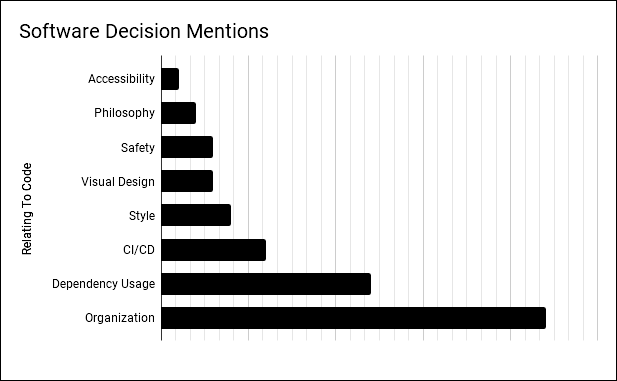 Software Decision Mentions
Relating To Code
Accessibility
Philosophy
Safety
Visual Design
Style
CI/CD
Dependency Usage
Organization